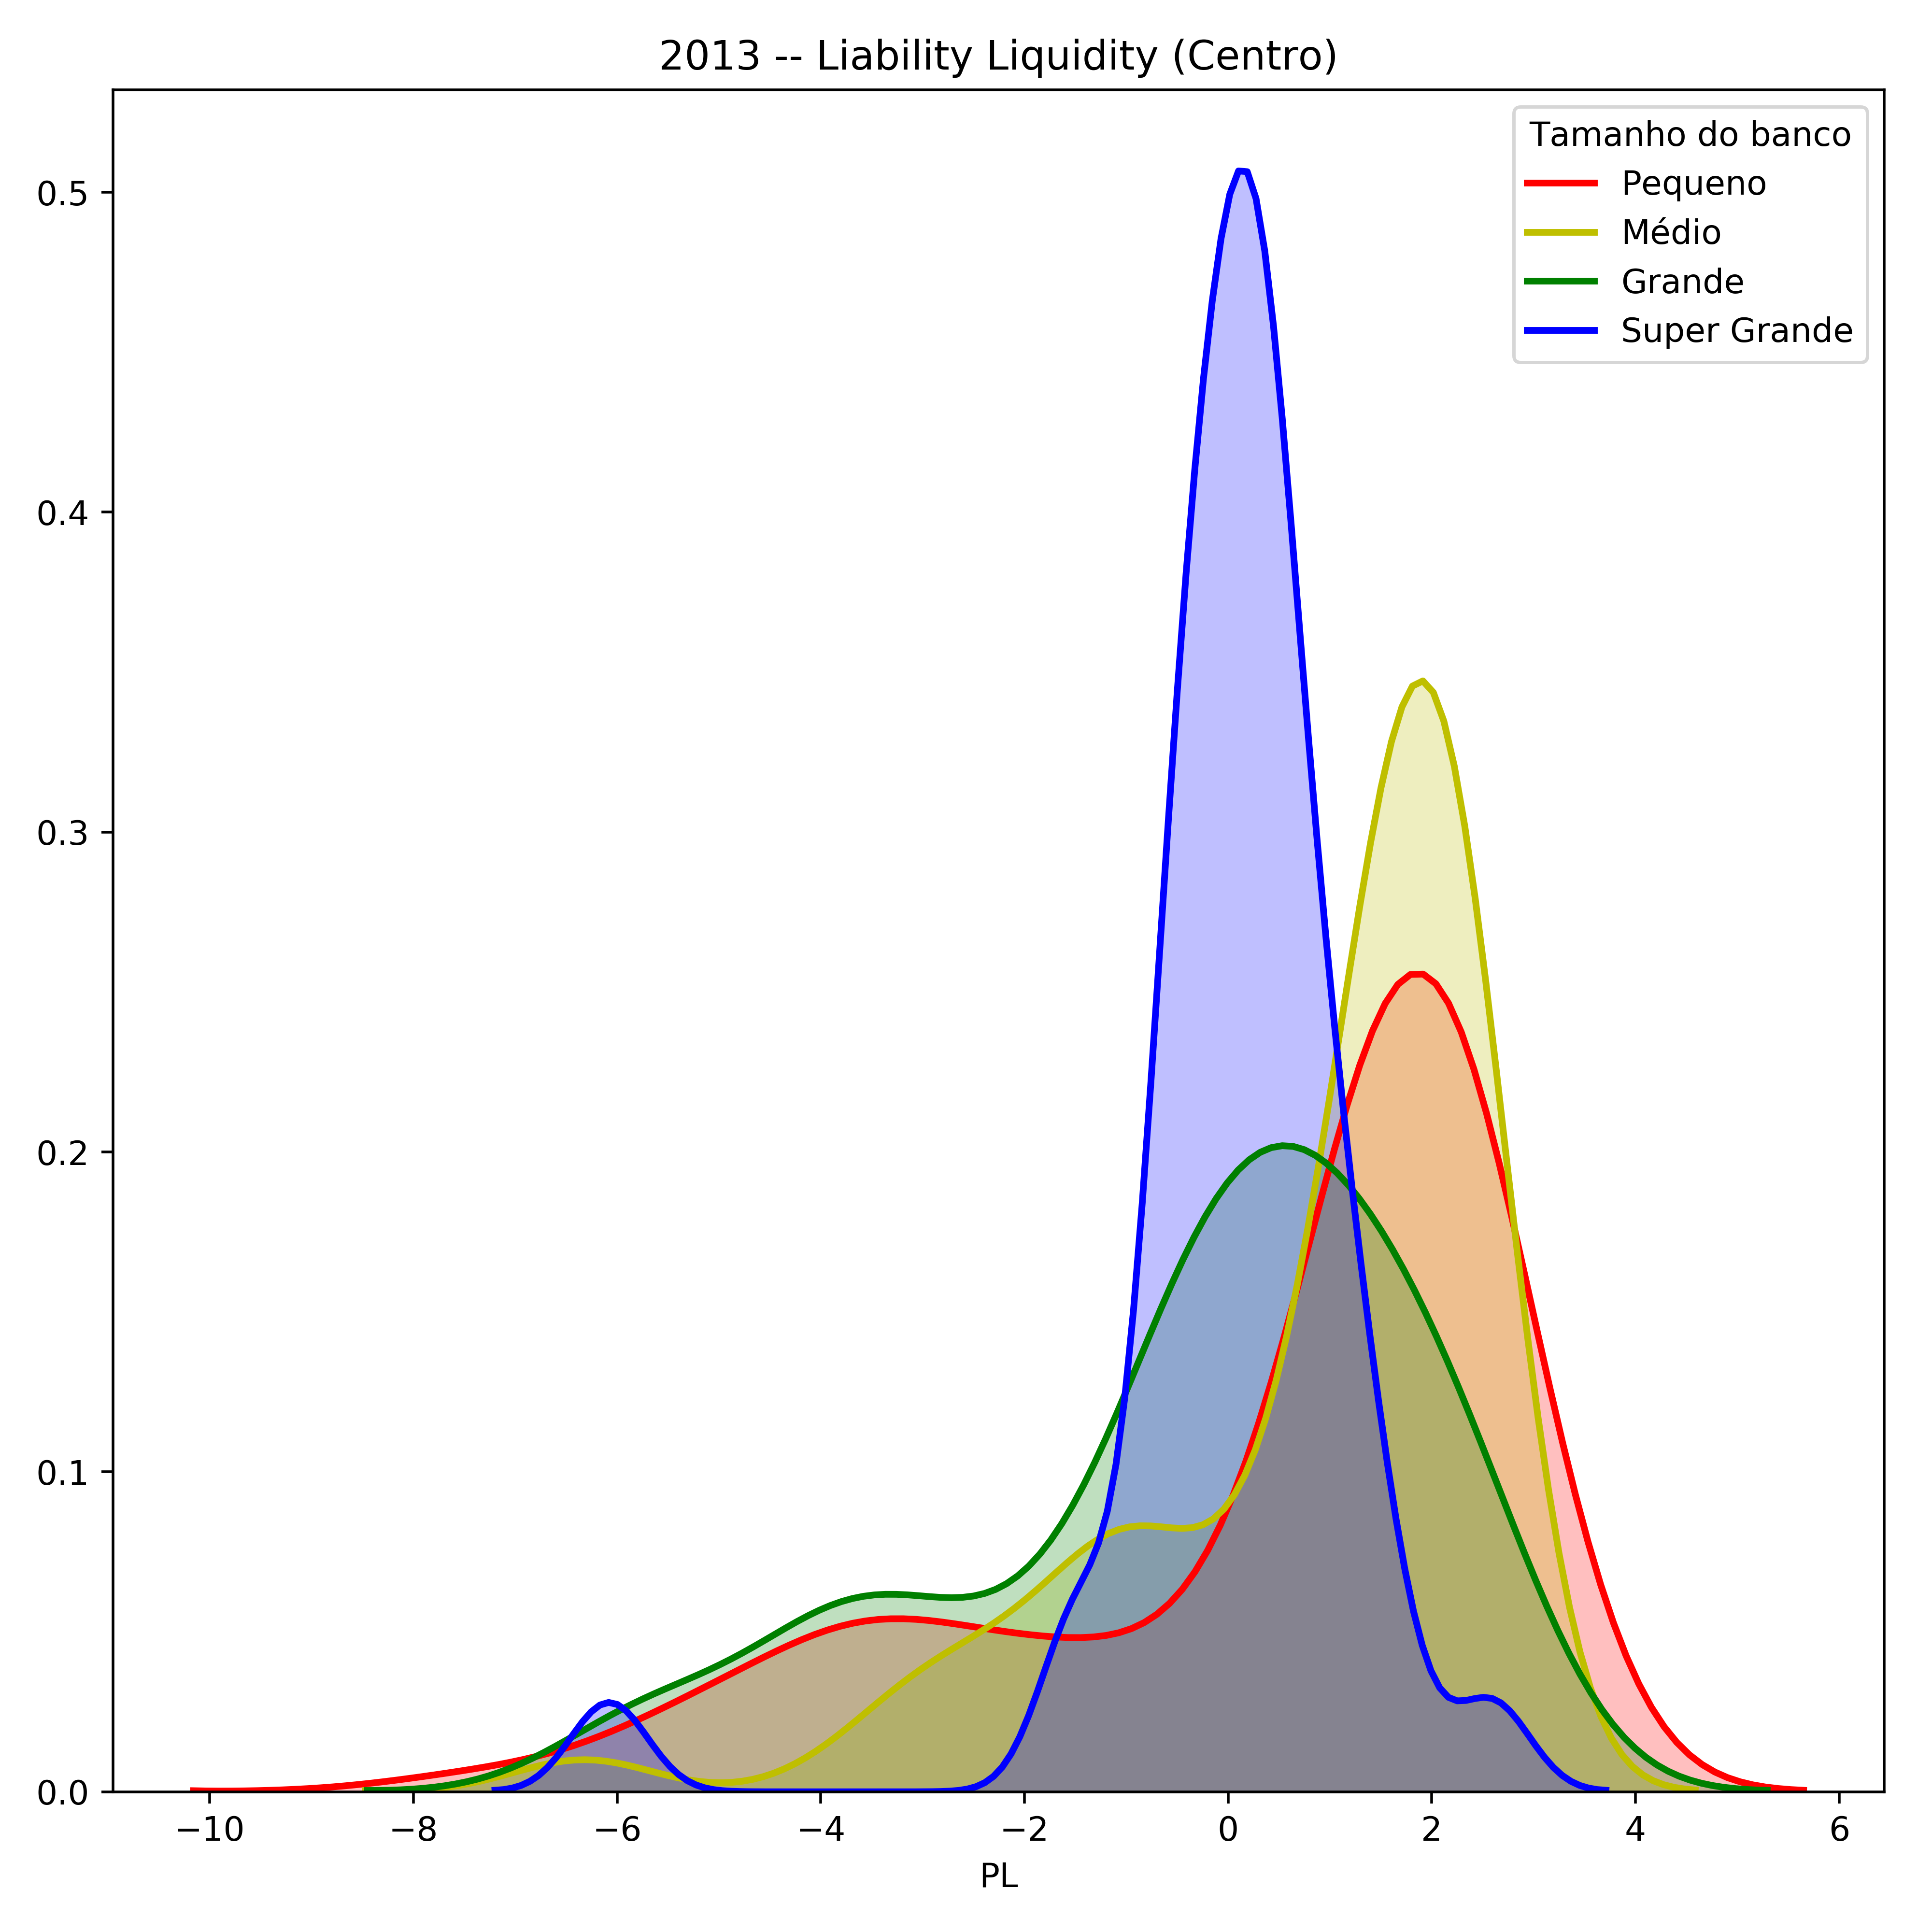 2013 -- Liability Liquidity (Centro)
Tamanho do banco
Pequeno
Médio
Grande
Super Grande
0.5
0.4
0.3
0.2
0.1
0.0
−10 −8 −6 −4 −2 0 2 4 6
PL